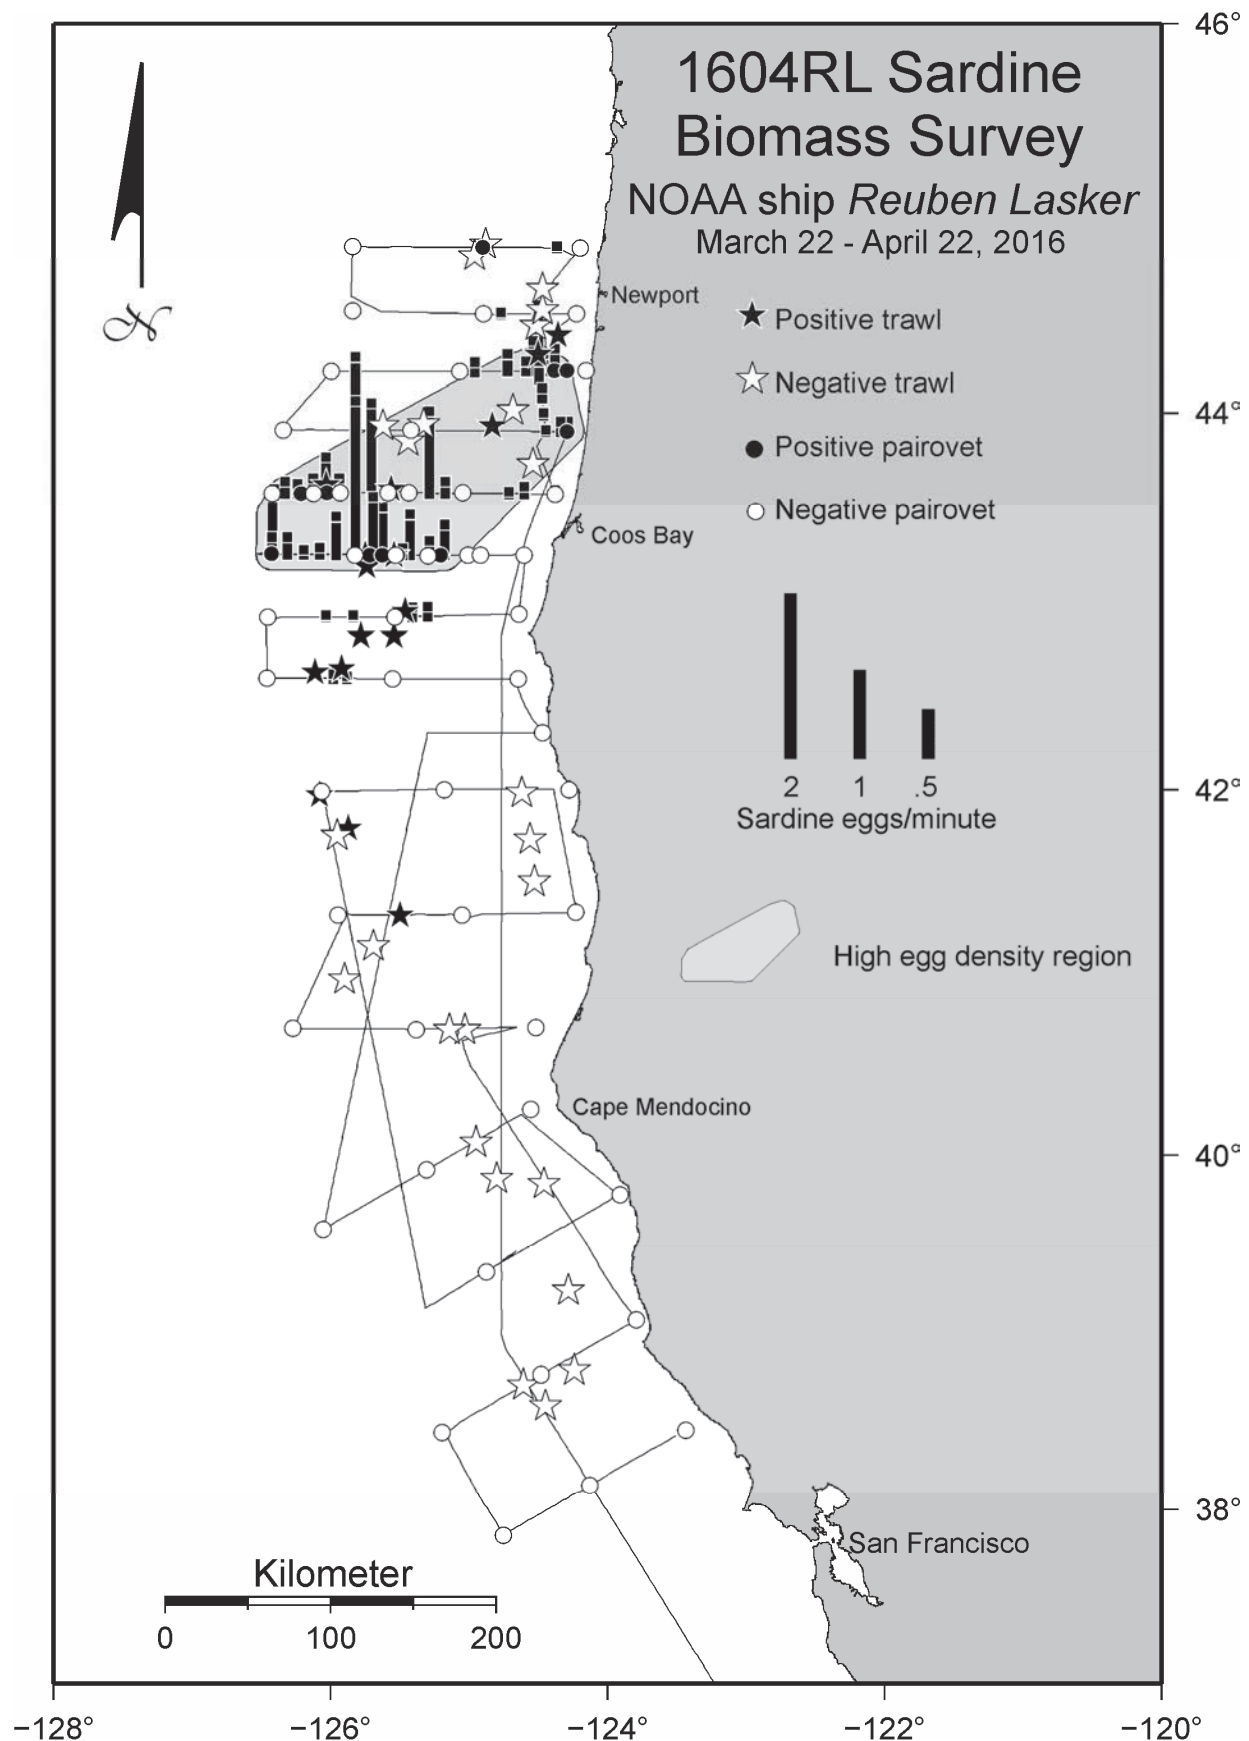 1604RL Sardine
Biomass Survey
NOAA ship Reuben Lasker
March 22 - April 22, 2016
N
Newport
Positive trawl
Negative trawl
Positive pairovet
Negative pairovet
Coos Bay
2 1 .5
Sardine eggs/minute
High egg density region
Cape Mendocino
San Francisco
Kilometer
0 100 200
46°
44°
42°
40°
38°
−128° −126° −124° −122° −120°